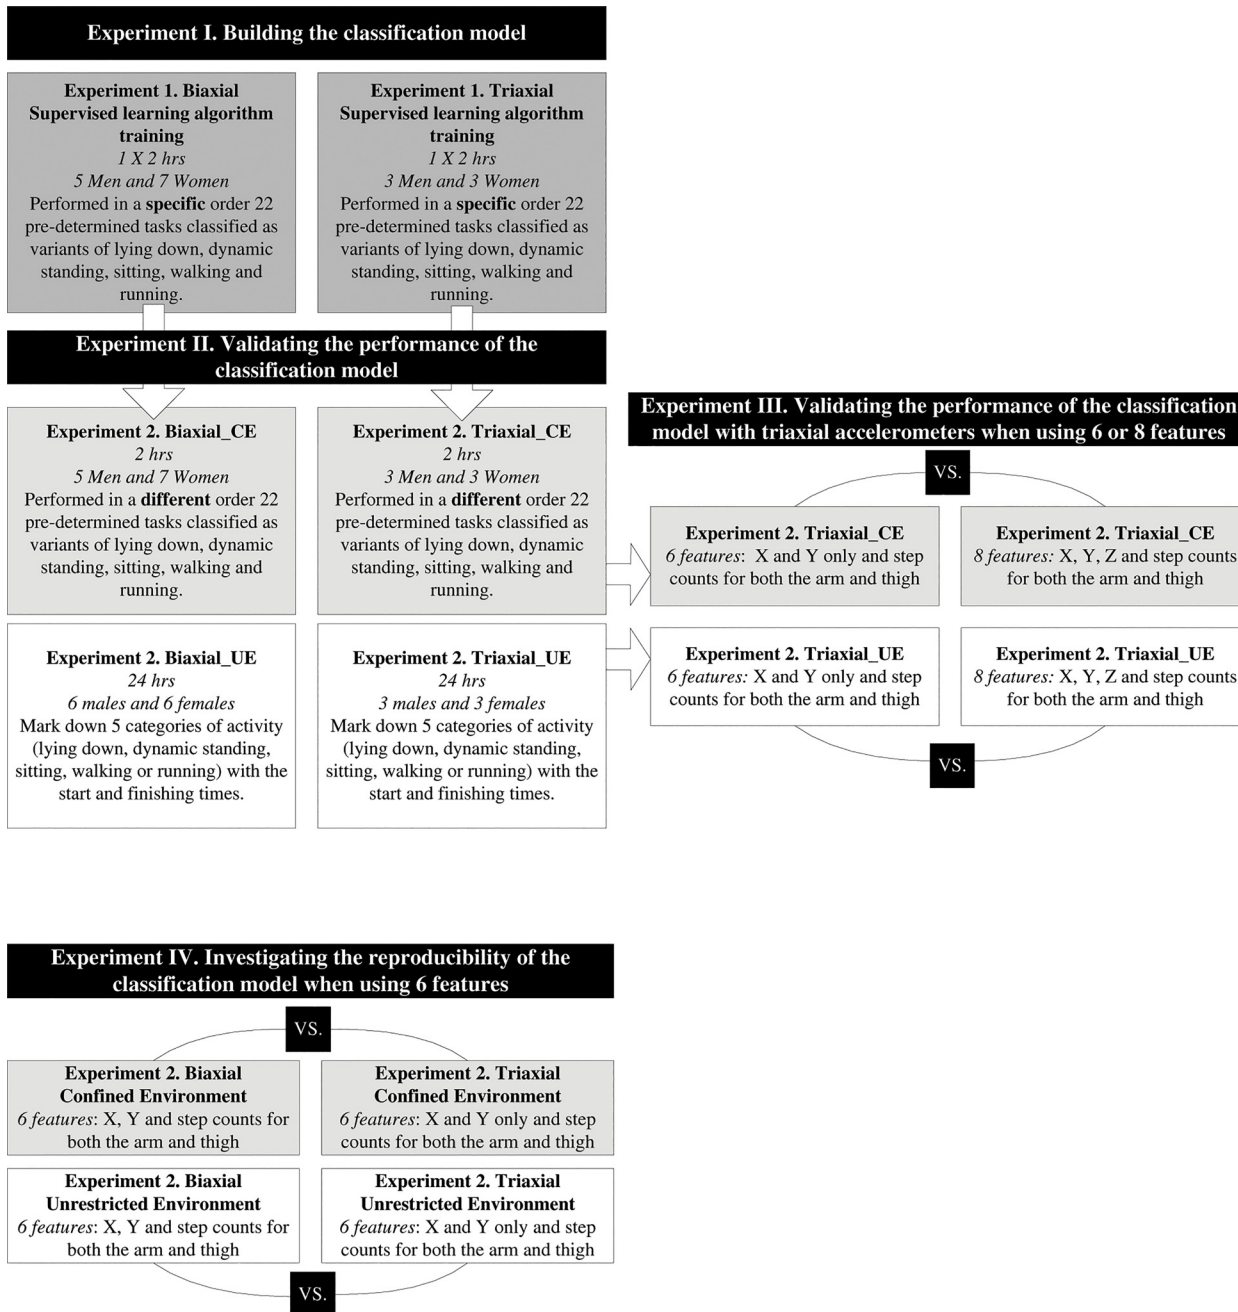 Experiment I. Building the classification model
Experiment 1. Biaxial
Supervised learning algorithm
training
1 X 2 hrs
5 Men and 7 Women
Performed in a specific order 22
pre-determined tasks classified as
variants of lying down, dynamic
standing, sitting, walking and
running.
Experiment 1. Triaxial
Supervised learning algorithm
training
1 X 2 hrs
3 Men and 3 Women
Performed in a specific order 22
pre-determined tasks classified as
variants of lying down, dynamic
standing, sitting, walking and
running.
Experiment II. Validating the performance of the
classification model
Experiment 2. Biaxial_CE
2 hrs
5 Men and 7 Women
Performed in a different order 22
pre-determined tasks classified as
variants of lying down, dynamic
standing, sitting, walking and
running.
Experiment 2. Triaxial_CE
2 hrs
3 Men and 3 Women
Performed in a different order 22
pre-determined tasks classified as
variants of lying down, dynamic
standing, sitting, walking and
running.
Experiment 2. Biaxial_UE
24 hrs
6 males and 6 females
Mark down 5 categories of activity
(lying down, dynamic standing,
sitting, walking or running) with the
start and finishing times.
Experiment 2. Triaxial_UE
24 hrs
3 males and 3 females
Mark down 5 categories of activity
(lying down, dynamic standing,
sitting, walking or running) with the
start and finishing times.
Experiment III. Validating the performance of the classification
model with triaxial accelerometers when using 6 or 8 features
VS.
Experiment 2. Triaxial_CE
6 features: X and Y only and step
counts for both the arm and thigh
Experiment 2. Triaxial_CE
8 features: X, Y, Z and step counts
for both the arm and thigh
Experiment 2. Triaxial_UE
6 features: X and Y only and step
counts for both the arm and thigh
Experiment 2. Triaxial_UE
8 features: X, Y, Z and step counts
for both the arm and thigh
VS.
Experiment IV. Investigating the reproducibility of the
classification model when using 6 features
VS.
Experiment 2. Biaxial
Confined Environment
6 features: X, Y and step counts for
both the arm and thigh
Experiment 2. Triaxial
Confined Environment
6 features: X and Y only and step
counts for both the arm and thigh
Experiment 2. Biaxial
Unrestricted Environment
6 features: X, Y and step counts for
both the arm and thigh
Experiment 2. Triaxial
Unrestricted Environment
6 features: X and Y only and step
counts for both the arm and thigh
VS.